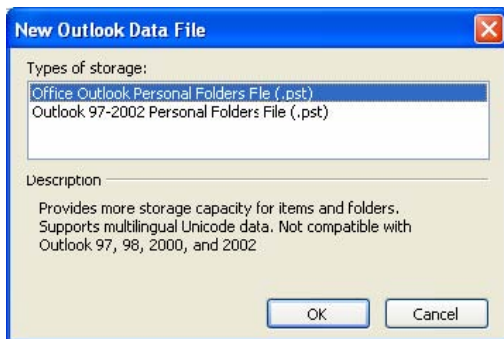 New Outlook Data File
Types of storage:
Office Outlook Personal Folders File (.pst)
Outlook 97-2002 Personal Folders File (.pst)
Description
Provides more storage capacity for items and folders.
Supports multilingual Unicode data. Not compatible with
Outlook 97, 98, 2000, and 2002
OK
Cancel